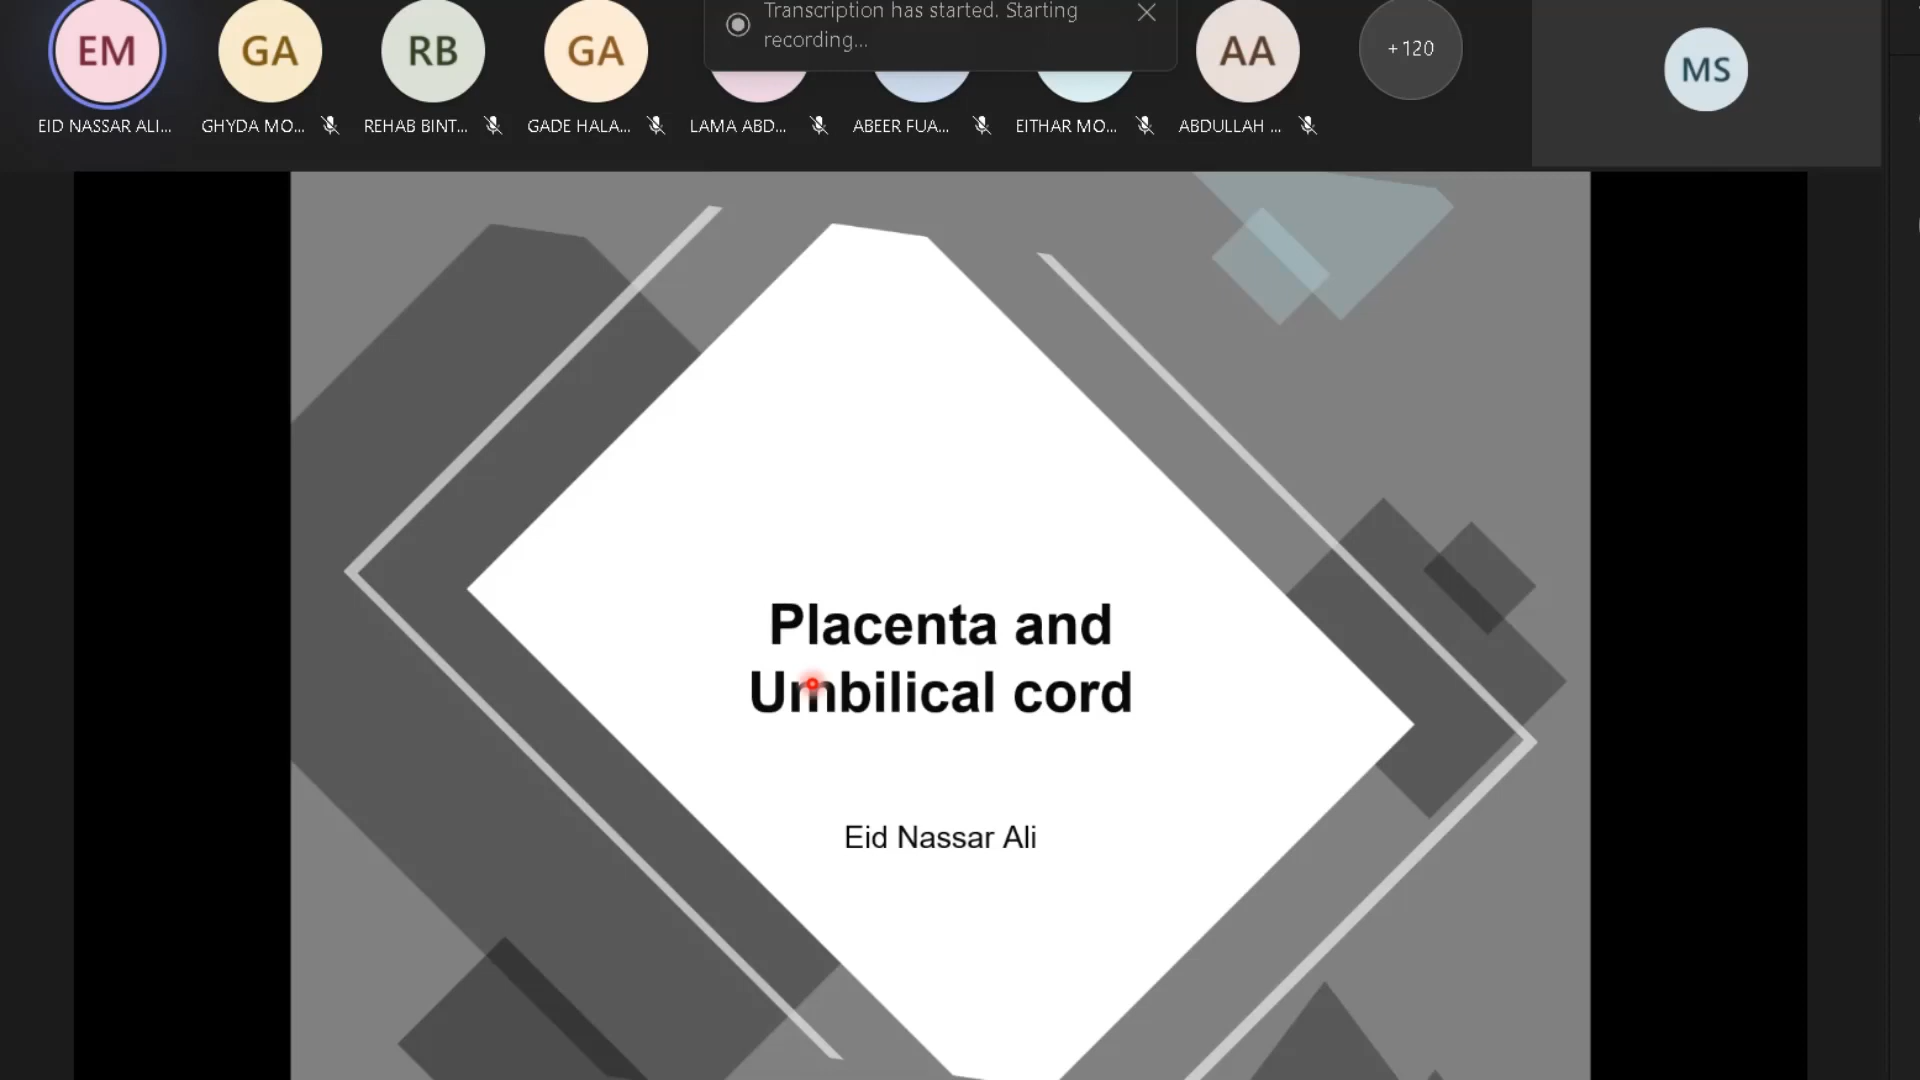 Transcription has started. Starting
recording...
EM
GA
RB
GA
AA
+120
MS
EID NASSAR ALI...
GHYDA MO...
REHAB BINT...
GADE HALA...
LAMA ABD...
ABEER FUA...
EITHAR MO...
ABDULLAH ...
Placenta and
Umbilical cord
Eid Nassar Ali